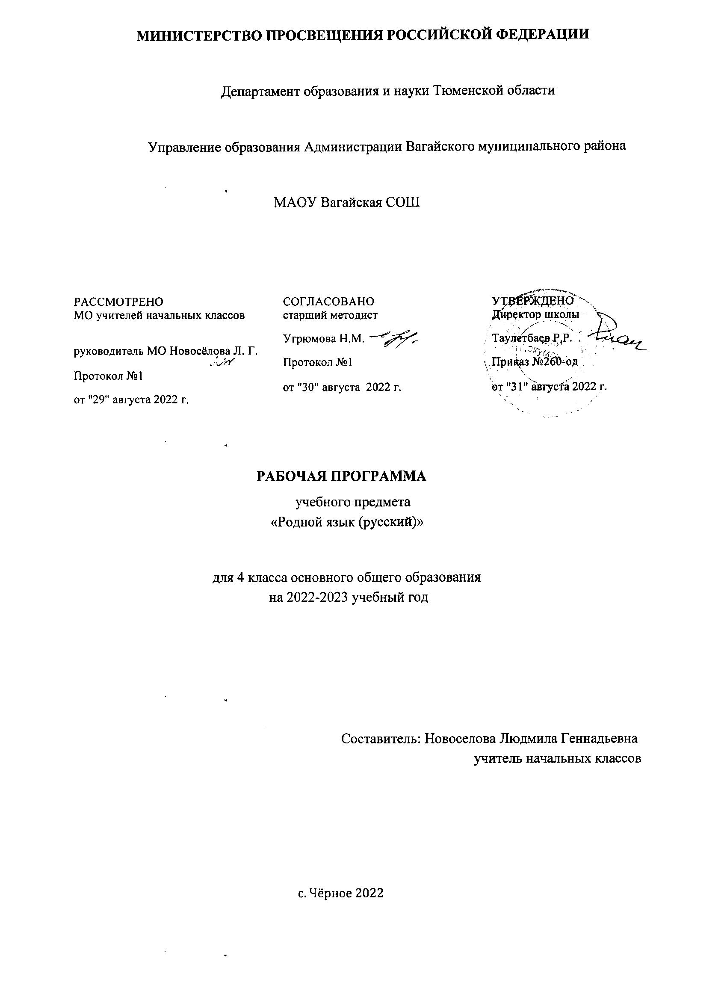 МИНИСТЕРСТВО ПРОСВЕЩЕНИЯ РОССИЙСКОЙ ФЕДЕРАЦИИ
Департамент образования и науки Тюменской области
Управление образования Администрации Вагайского муниципального района
МАОУ Вагайская СОШ
РАССМОТРЕНО
МО учителей начальных классов
руководитель МО Новосёлова Л. Г.
Протокол №1
от "29" августа 2022 г.
СОГЛАСОВАНО
старший методист
Угрюмова Н.М.
Протокол №1
от "30" августа 2022 г.
УТВЕРЖДЕНО
Директор школы
Таулетбаев Р.Р.
Приказ №260-од
от "31" августа 2022 г.
РАБОЧАЯ ПРОГРАММА
учебного предмета
«Родной язык (русский)»
для 4 класса основного общего образования
на 2022-2023 учебный год
Составитель: Новоселова Людмила Геннадьевна
учитель начальных классов
с. Чёрное 2022